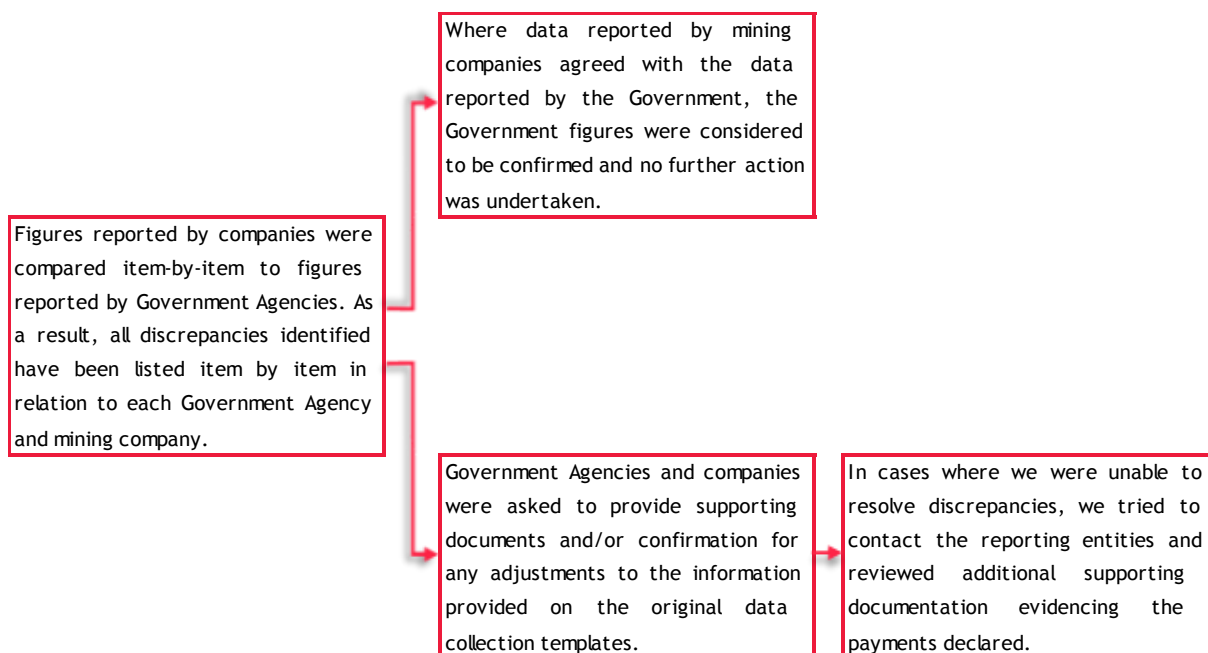 Where data reported by mining
companies agreed with the data
reported by the Government, the
Government figures were considered
to be confirmed and no further action
was undertaken.
Figures reported by companies were
compared item-by-item to figures
reported by Government Agencies. As
a result, all discrepancies identified
have been listed item by item in
relation to each Government Agency
and mining company.
Government Agencies and companies
were asked to provide supporting
documents and/or confirmation for
any adjustments to the information
provided on the original data
collection templates.
In cases where we were unable to
resolve discrepancies, we tried to
contact the reporting entities and
reviewed additional supporting
documentation evidencing the
payments declared.